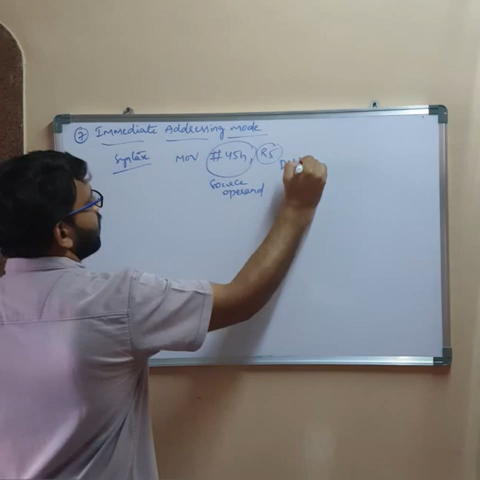 7 Immediate Addressing mode
Syntax MOV #45h, R5
Source
operand